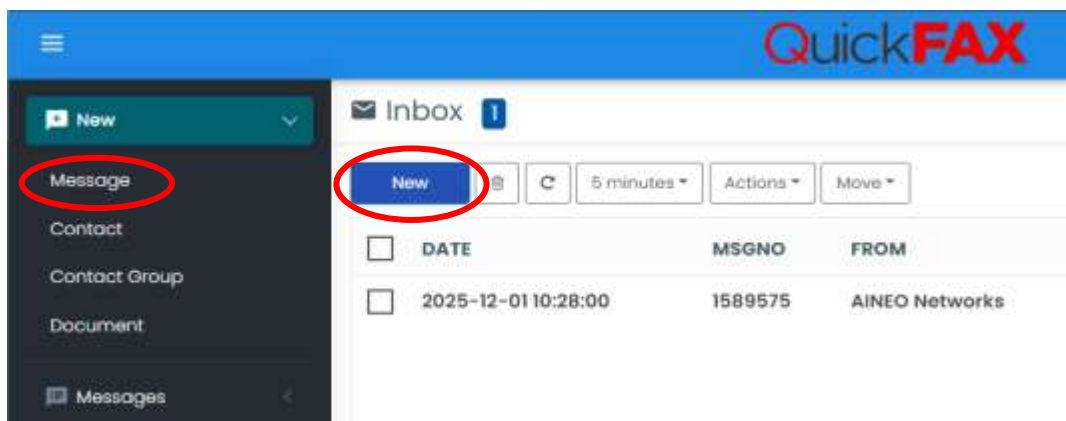 QuickFAX
New
Message
Contact
Contact Group
Document
Messages
Inbox 1
New 5 minutes Actions Move
DATE MSGNO FROM
2025-12-01 10:28:00 1589575 AINEO Networks